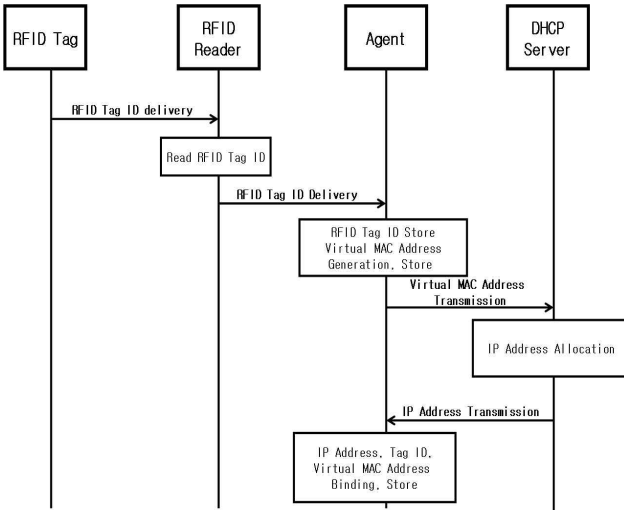 RFID Tag
RFID
Reader
Agent
DHCP
Server
RFID Tag ID delivery
Read RFID Tag ID
RFID Tag ID Delivery
RFID Tag ID Store
Virtual MAC Address
Generation, Store
Virtual MAC Address
Transmission
IP Address Allocation
IP Address Transmission
IP Address, Tag ID,
Virtual MAC Address
Binding, Store